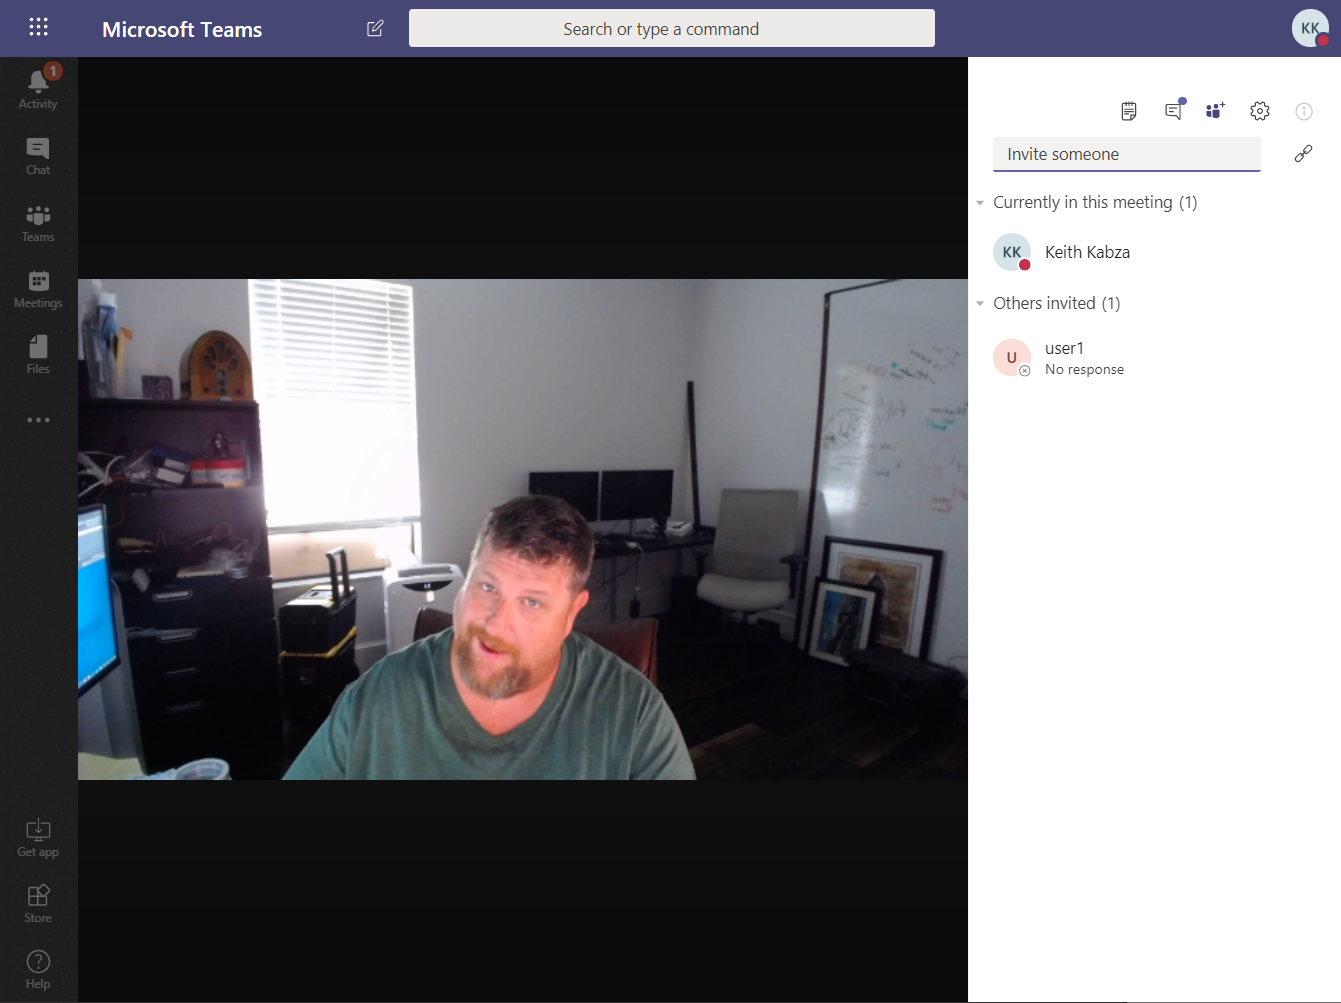 Microsoft Teams
Search or type a command
KK
1
Activity
Chat
Teams
Meetings
Files
Get app
Store
Help
Invite someone
Currently in this meeting (1)
KK
Keith Kabza
Others invited (1)
U
user1
No response